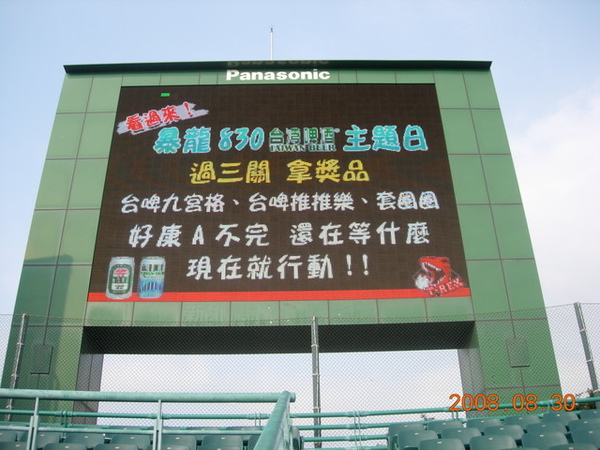 Panasonic
看過來！
暴龍 830 台灣啤酒 主題日
TAIWAN BEER
過三關 拿獎品
台啤九宮格、台啤推推樂、套圈圈
好康A不完 還在等什麼
現在就行動!!
T-REX
2008.08.30